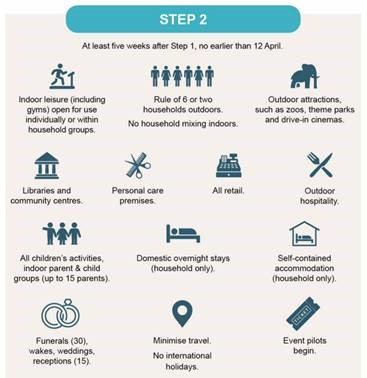 STEP 2
At least five weeks after Step 1, no earlier than 12 April.
Indoor leisure (including
gyms) open for use
individually or within
household groups.
Rule of 6 or two
households outdoors.
No household mixing indoors.
Outdoor attractions,
such as zoos, theme parks
and drive-in cinemas.
Libraries and
community centres.
Personal care
premises.
All retail.
Outdoor
hospitality.
All children's activities,
indoor parent & child
groups (up to 15 parents).
Domestic overnight stays
(household only).
Self-contained
accommodation
(household only).
Funerals (30),
wakes, weddings,
receptions (15).
Minimise travel.
No international
holidays.
TICKET
Event pilots
begin.